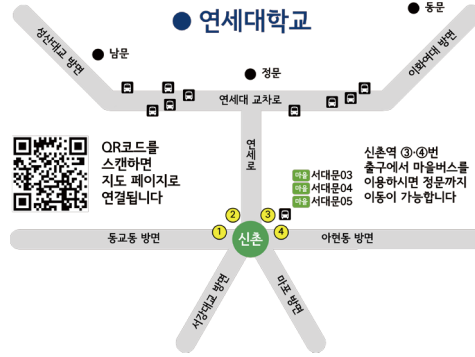 연세대학교
동문
남문
정문
성산대교 방면
이화여대 방면
연세대 교차로
QR코드를
스캔하면
지도 페이지로
연결됩니다
연세로
마을 서대문03
마을 서대문04
마을 서대문05
신촌역 ③·④번
출구에서 마을버스를
이용하시면 정문까지
이동이 가능합니다
2
3
1
4
동교동 방면
신촌
아현동 방면
서강대교 방면
마포 방면